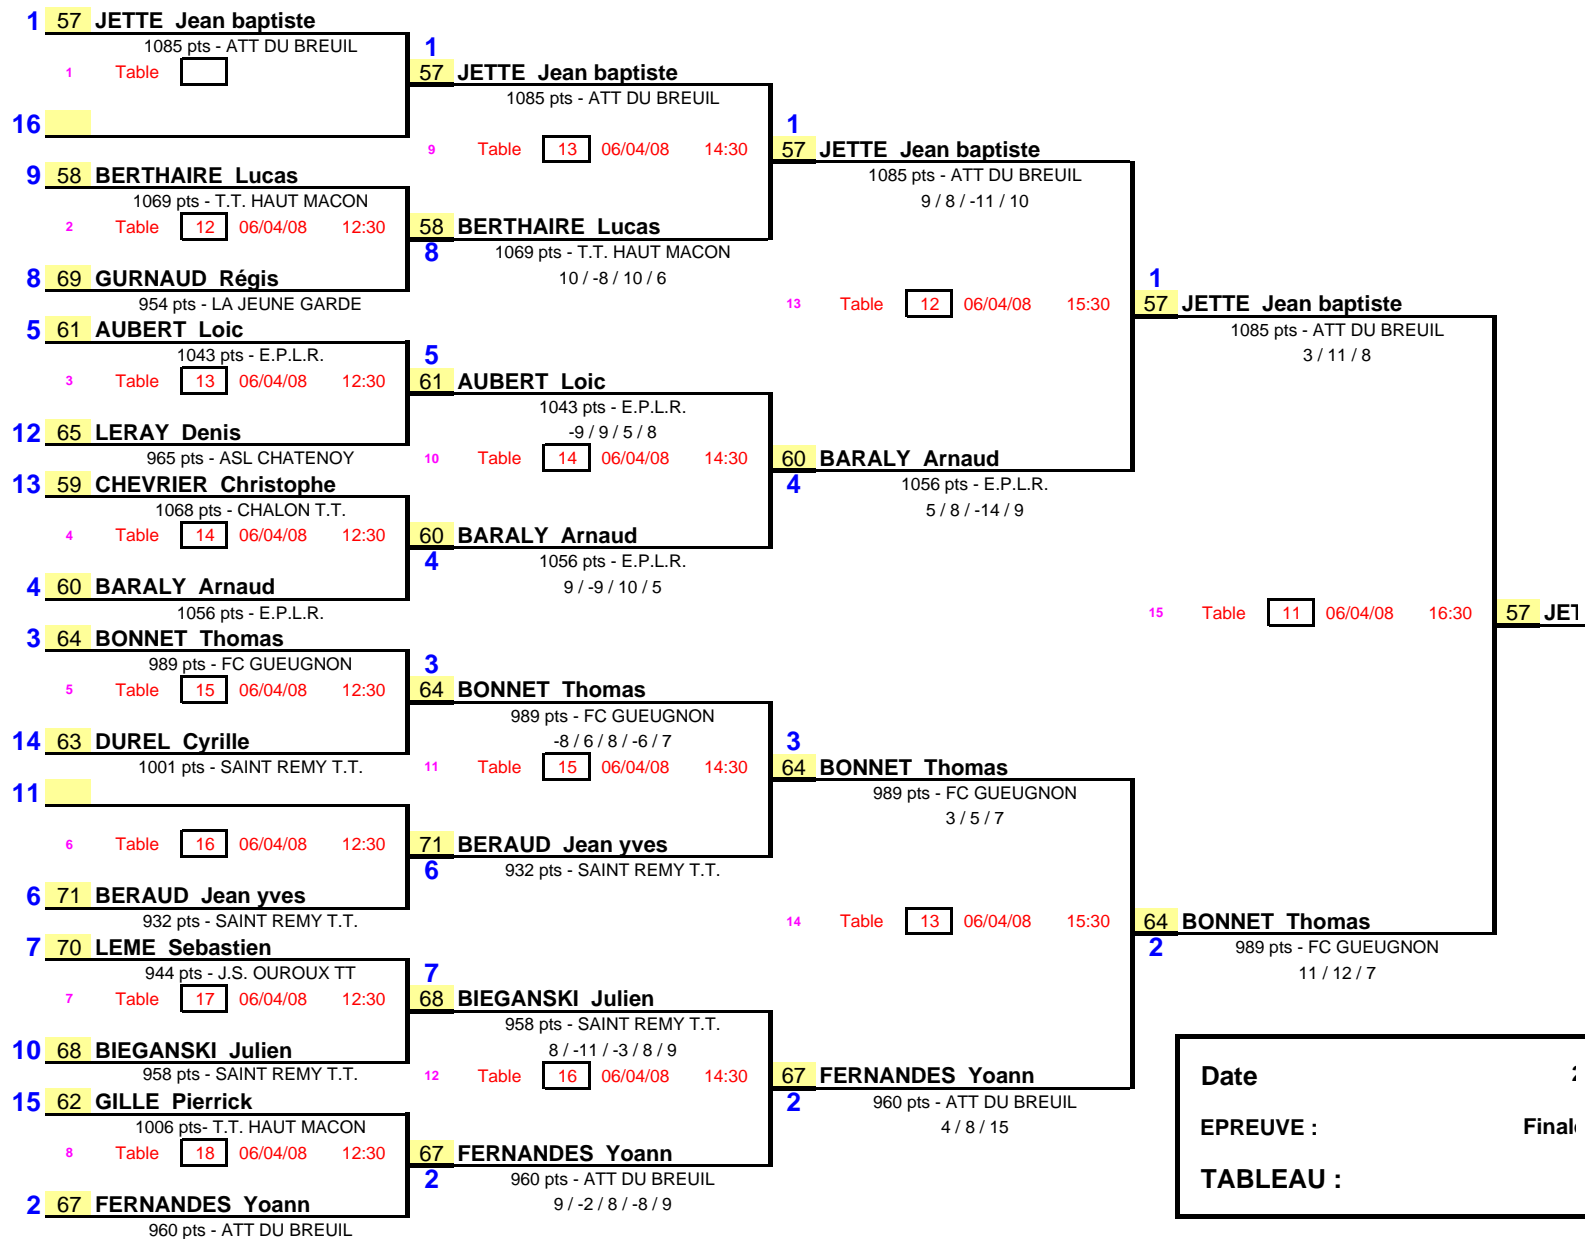 1 57 JETTE Jean baptiste
1085 pts - ATT DU BREUIL
1 Table
16
9 58 BERTHAIRE Lucas
1069 pts - T.T. HAUT MACON
2 Table 12 06/04/08 12:30
8 69 GURNAUD Régis
954 pts - LA JEUNE GARDE
5 61 AUBERT Loic
1043 pts - E.P.L.R.
3 Table 13 06/04/08 12:30
12 65 LERAY Denis
965 pts - ASL CHATENOY
13 59 CHEVRIER Christophe
1068 pts - CHALON T.T.
4 Table 14 06/04/08 12:30
4 60 BARALY Arnaud
1056 pts - E.P.L.R.
3 64 BONNET Thomas
989 pts - FC GUEUGNON
5 Table 15 06/04/08 12:30
14 63 DUREL Cyrille
1001 pts - SAINT REMY T.T.
11
6 Table 16 06/04/08 12:30
6 71 BERAUD Jean yves
932 pts - SAINT REMY T.T.
7 70 LEME Sebastien
944 pts - J.S. OUROUX TT
7 Table 17 06/04/08 12:30
10 68 BIEGANSKI Julien
958 pts - SAINT REMY T.T.
15 62 GILLE Pierrick
1006 pts- T.T. HAUT MACON
8 Table 18 06/04/08 12:30
2 67 FERNANDES Yoann
960 pts - ATT DU BREUIL
1
57 JETTE Jean baptiste
1085 pts - ATT DU BREUIL
9 Table 13 06/04/08 14:30
58 BERTHAIRE Lucas
8 1069 pts - T.T. HAUT MACON
10 / -8 / 10 / 6
5
61 AUBERT Loic
1043 pts - E.P.L.R.
-9 / 9 / 5 / 8
10 Table 14 06/04/08 14:30
60 BARALY Arnaud
4 1056 pts - E.P.L.R.
9 / -9 / 10 / 5
3
64 BONNET Thomas
989 pts - FC GUEUGNON
-8 / 6 / 8 / -6 / 7
11 Table 15 06/04/08 14:30
71 BERAUD Jean yves
6 932 pts - SAINT REMY T.T.
7
68 BIEGANSKI Julien
958 pts - SAINT REMY T.T.
8 / -11 / -3 / 8 / 9
12 Table 16 06/04/08 14:30
67 FERNANDES Yoann
2 960 pts - ATT DU BREUIL
9 / -2 / 8 / -8 / 9
1
57 JETTE Jean baptiste
1085 pts - ATT DU BREUIL
9 / 8 / -11 / 10
13 Table 12 06/04/08 15:30
60 BARALY Arnaud
4 1056 pts - E.P.L.R.
5 / 8 / -14 / 9
3
64 BONNET Thomas
989 pts - FC GUEUGNON
3 / 5 / 7
14 Table 13 06/04/08 15:30
67 FERNANDES Yoann
2 960 pts - ATT DU BREUIL
4 / 8 / 15
1
57 JETTE Jean baptiste
1085 pts - ATT DU BREUIL
3 / 11 / 8
15 Table 11 06/04/08 16:30
64 BONNET Thomas
2 989 pts - FC GUEUGNON
11 / 12 / 7
57
Date
EPREUVE :
TABLEAU :